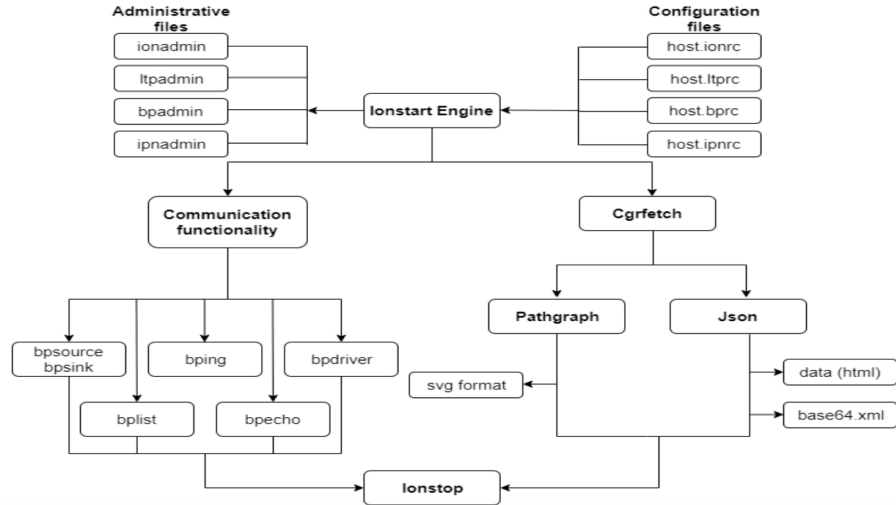 Administrative
files
Configuration
files
ionadmin
host.ionrc
ltpadmin
host.ltprc
bpadmin
Ionstart Engine
host.bprc
ipnadmin
host.ipnrc
Communication
functionality
Cgrfetch
Pathgraph
Json
bpsource
bpsink
bping
bpdriver
data (html)
svg format
bplist
bpecho
base64.xml
Ionstop